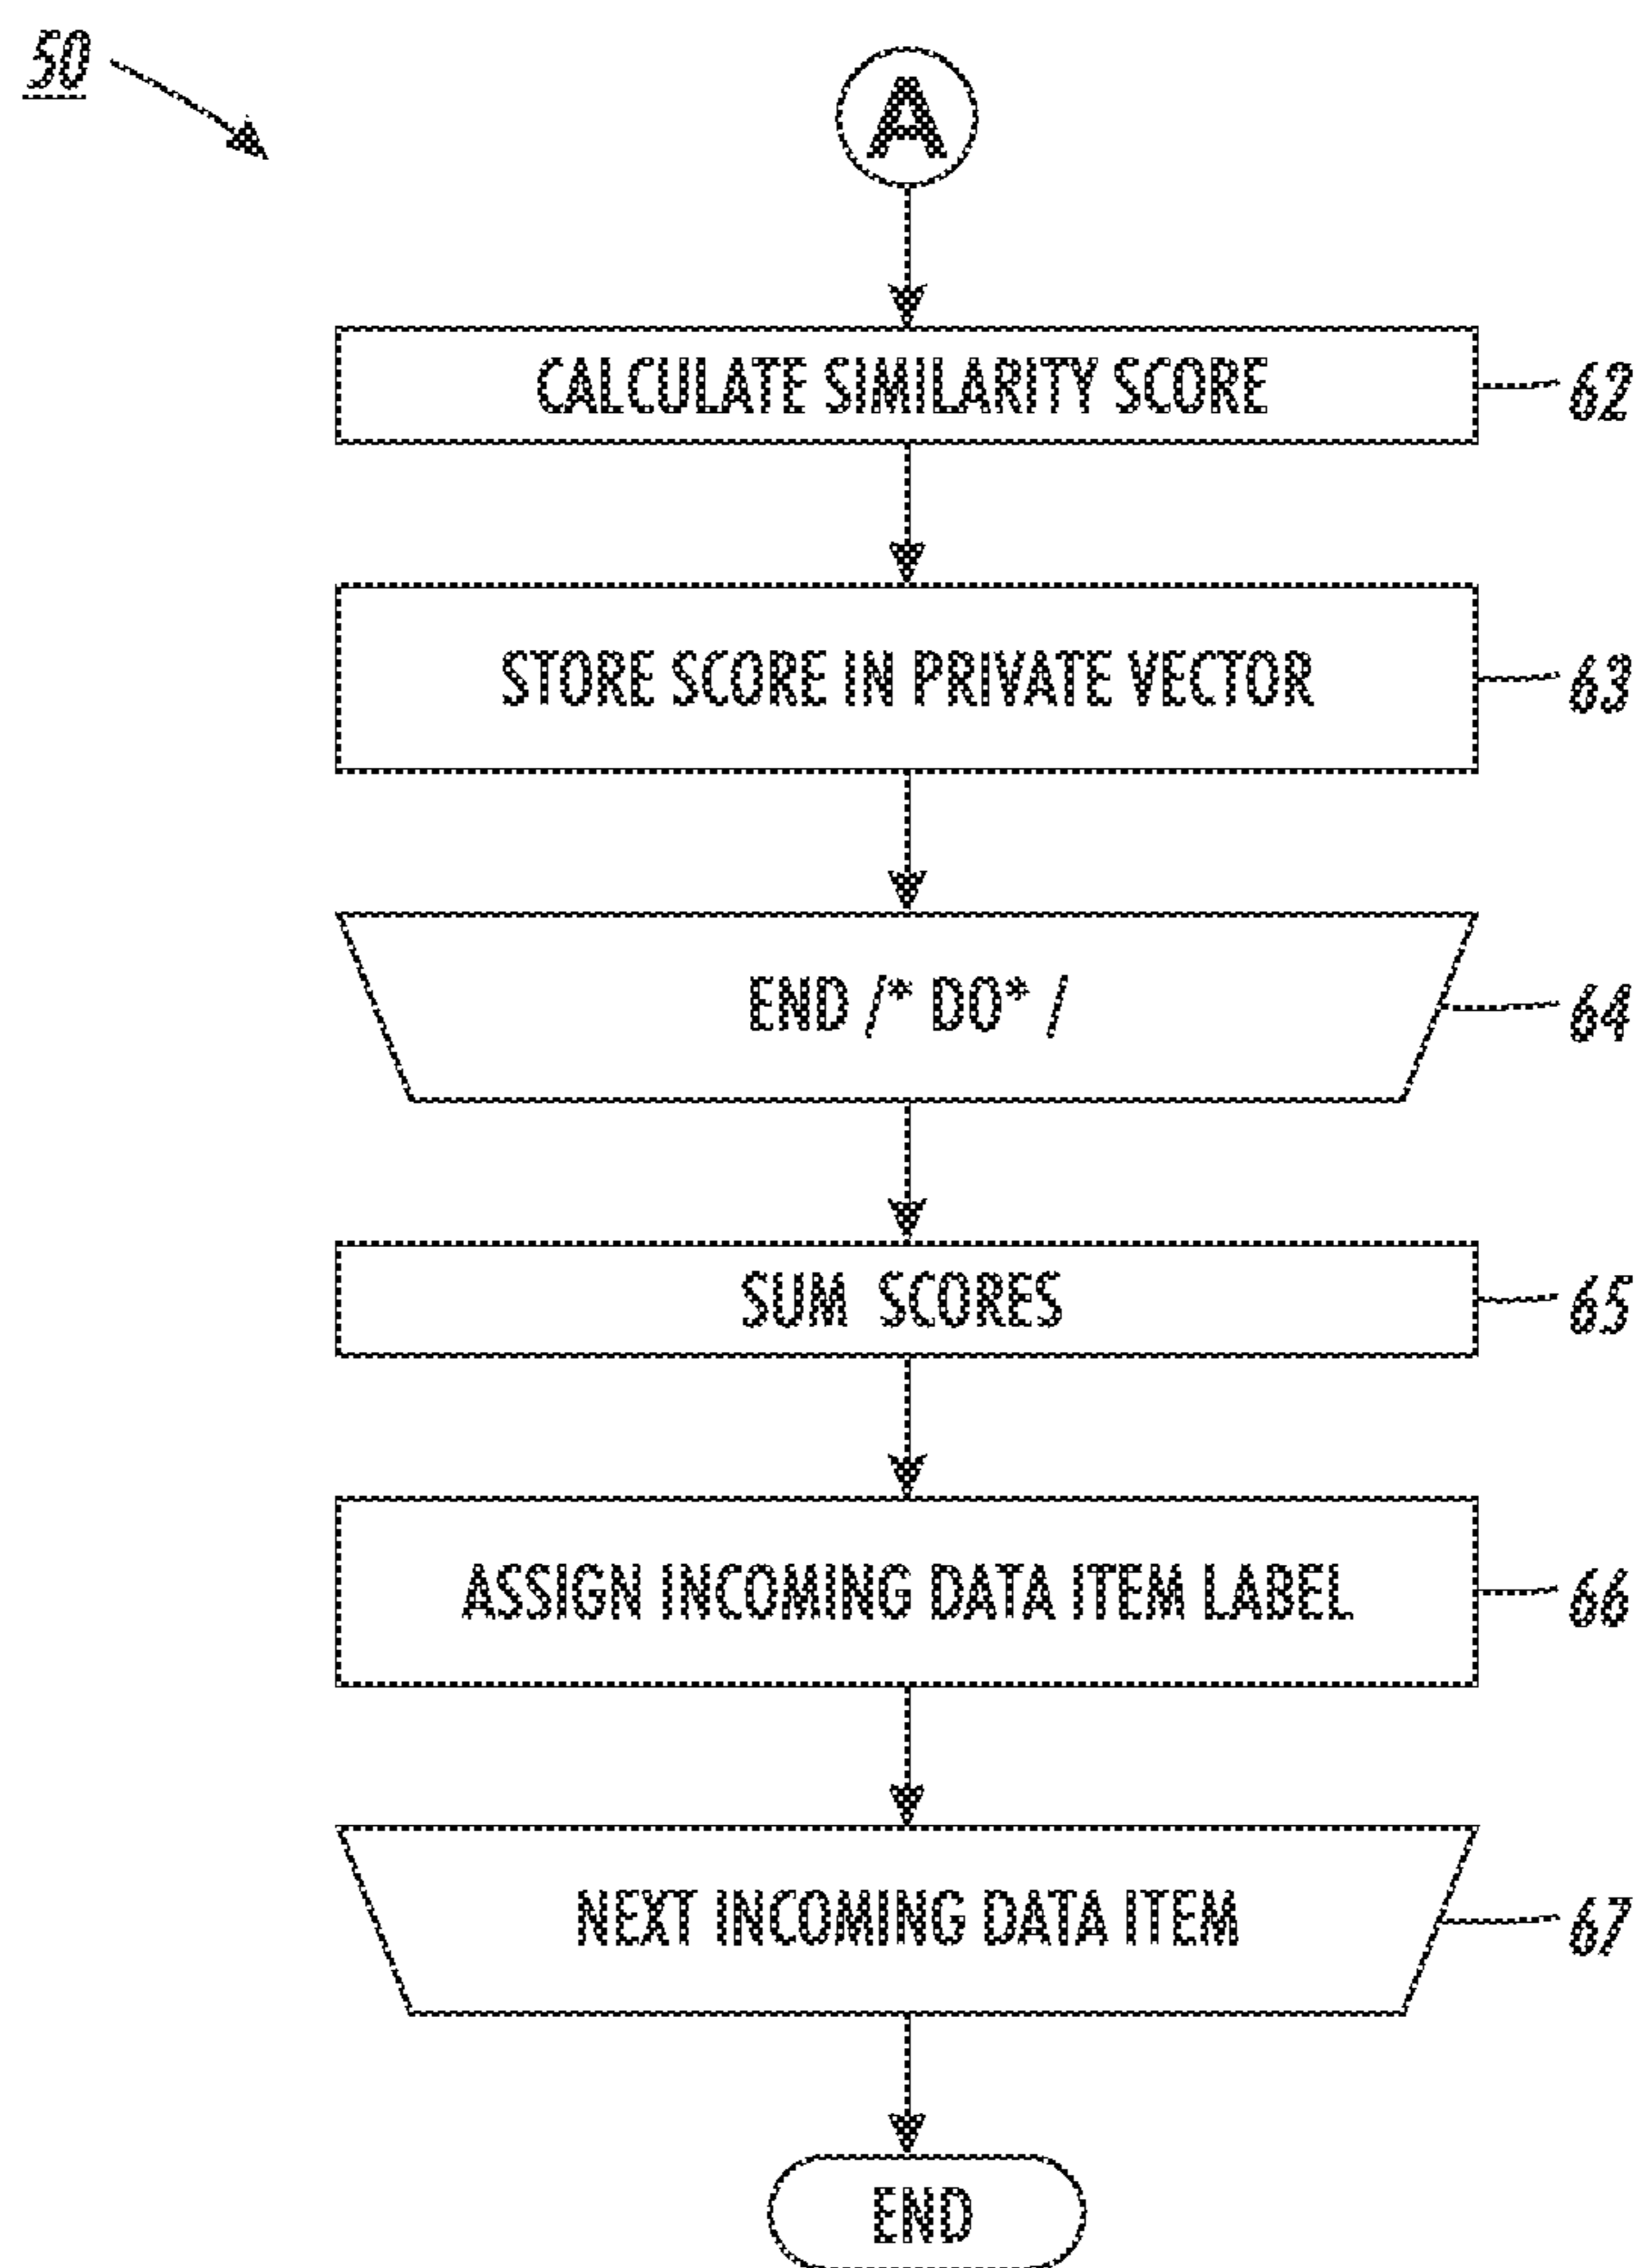 50
A
CALCULATE SIMILARITY SCORE
62
STORE SCORE IN PRIVATE VECTOR
63
END /* DO* /
64
SUM SCORES
65
ASSIGN INCOMING DATA ITEM LABEL
66
NEXT INCOMING DATA ITEM
67
END